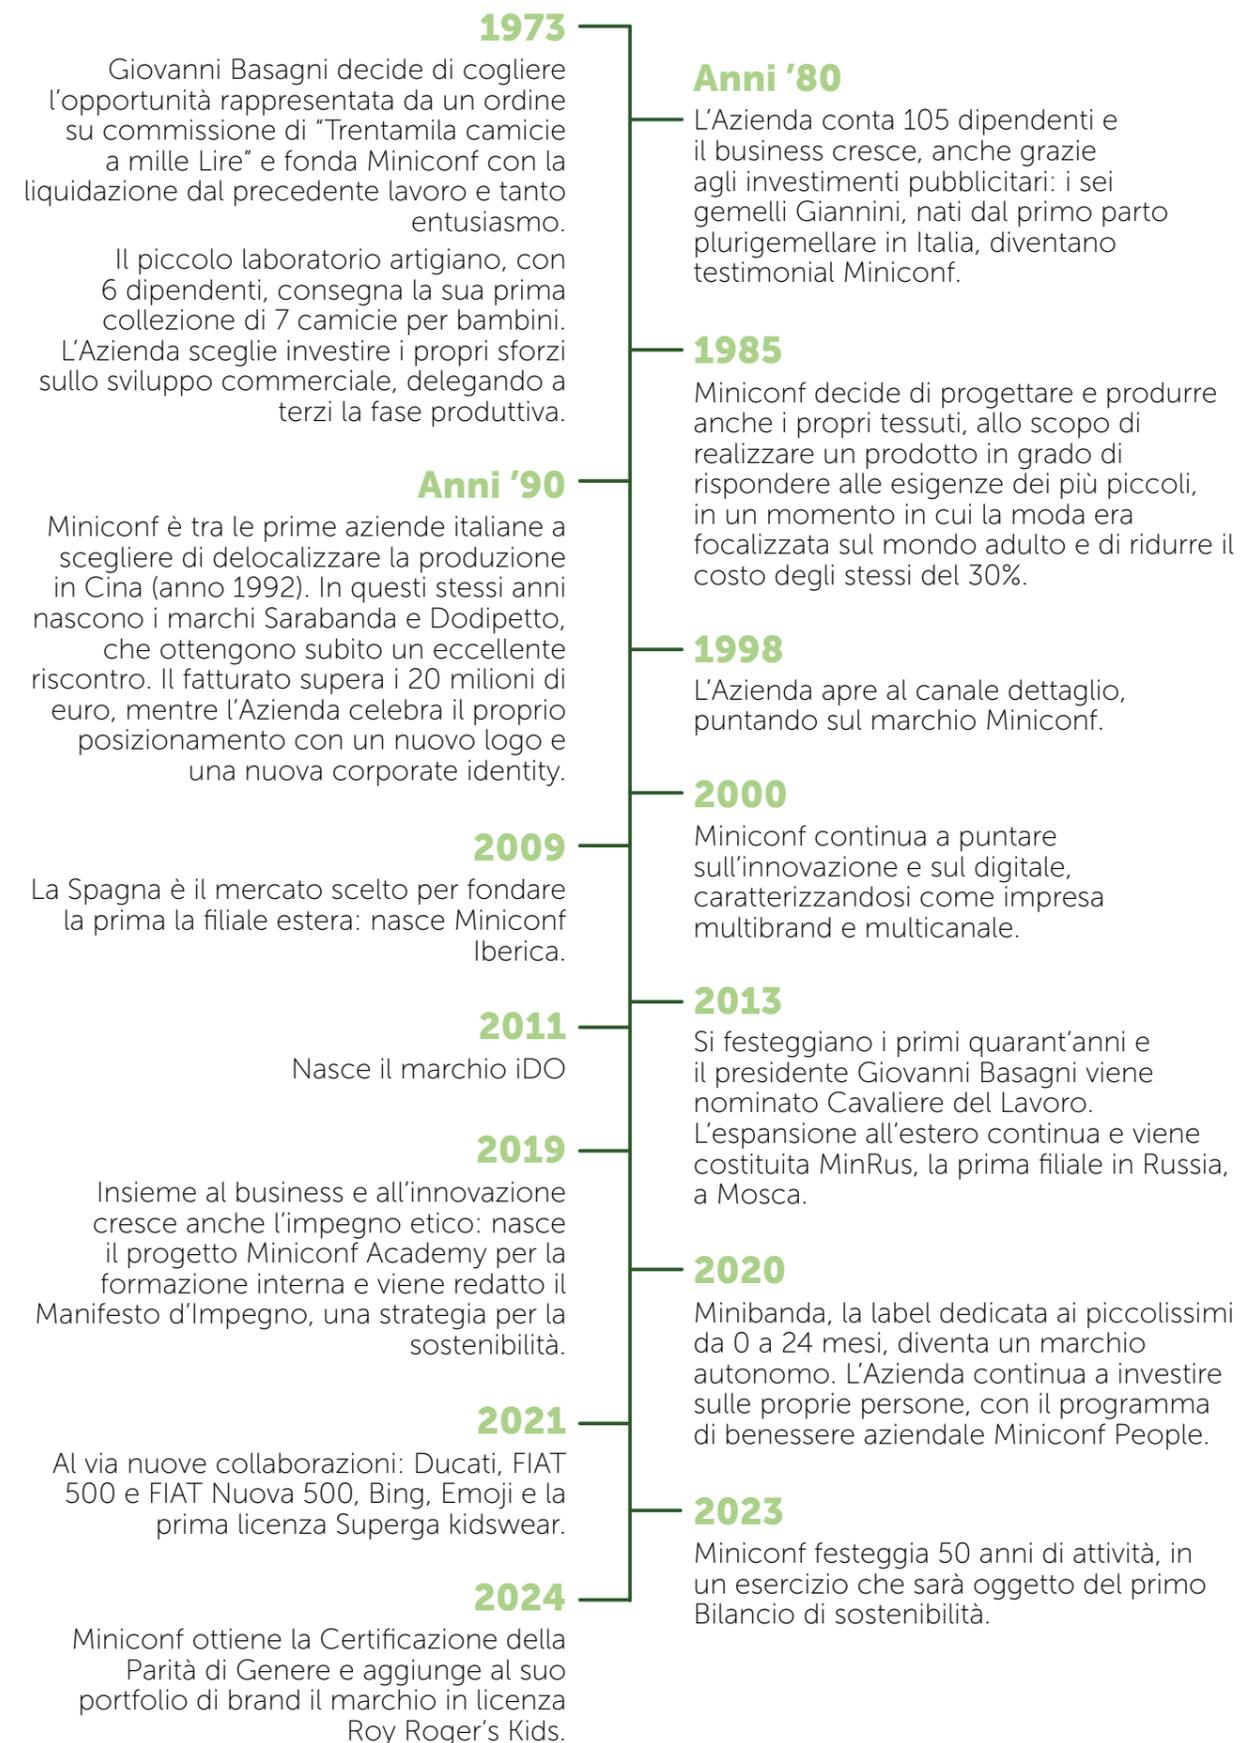 1973
Giovanni Basagni decide di cogliere
l’opportunità rappresentata da un ordine
su commissione di “Trentamila camicie
a mille Lire” e fonda Miniconf con la
liquidazione dal precedente lavoro e tanto
entusiasmo.
Il piccolo laboratorio artigiano, con
6 dipendenti, consegna la sua prima
collezione di 7 camicie per bambini.
L’Azienda sceglie investire i propri sforzi
sullo sviluppo commerciale, delegando a
terzi la fase produttiva.
Anni ’80
L’Azienda conta 105 dipendenti e
il business cresce, anche grazie
agli investimenti pubblicitari: i sei
gemelli Giannini, nati dal primo parto
plurigemellare in Italia, diventano
testimonial Miniconf.
1985
Miniconf decide di progettare e produrre
anche i propri tessuti, allo scopo di
realizzare un prodotto in grado di
rispondere alle esigenze dei più piccoli,
in un momento in cui la moda era
focalizzata sul mondo adulto e di ridurre il
costo degli stessi del 30%.
Anni ’90
Miniconf è tra le prime aziende italiane a
scegliere di delocalizzare la produzione
in Cina (anno 1992). In questi stessi anni
nascono i marchi Sarabanda e Dodipetto,
che ottengono subito un eccellente
riscontro. Il fatturato supera i 20 milioni di
euro, mentre l’Azienda celebra il proprio
posizionamento con un nuovo logo e
una nuova corporate identity.
1998
L’Azienda apre al canale dettaglio,
puntando sul marchio Miniconf.
2000
Miniconf continua a puntare
sull’innovazione e sul digitale,
caratterizzandosi come impresa
multibrand e multicanale.
2009
La Spagna è il mercato scelto per fondare
la prima la filiale estera: nasce Miniconf
Iberica.
2011
Nasce il marchio iDO
2013
Si festeggiano i primi quarant’anni e
il presidente Giovanni Basagni viene
nominato Cavaliere del Lavoro.
L’espansione all’estero continua e viene
costituita MinRus, la prima filiale in Russia,
a Mosca.
2019
Insieme al business e all’innovazione
cresce anche l’impegno etico: nasce
il progetto Miniconf Academy per la
formazione interna e viene redatto il
Manifesto d’Impegno, una strategia per la
sostenibilità.
2020
Minibanda, la label dedicata ai piccolissimi
da 0 a 24 mesi, diventa un marchio
autonomo. L’Azienda continua a investire
sulle proprie persone, con il programma
di benessere aziendale Miniconf People.
2021
Al via nuove collaborazioni: Ducati, FIAT
500 e FIAT Nuova 500, Bing, Emoji e la
prima licenza Superga kidswear.
2023
Miniconf festeggia 50 anni di attività, in
un esercizio che sarà oggetto del primo
Bilancio di sostenibilità.
2024
Miniconf ottiene la Certificazione della
Parità di Genere e aggiunge al suo
portfolio di brand il marchio in licenza
Roy Roger’s Kids.